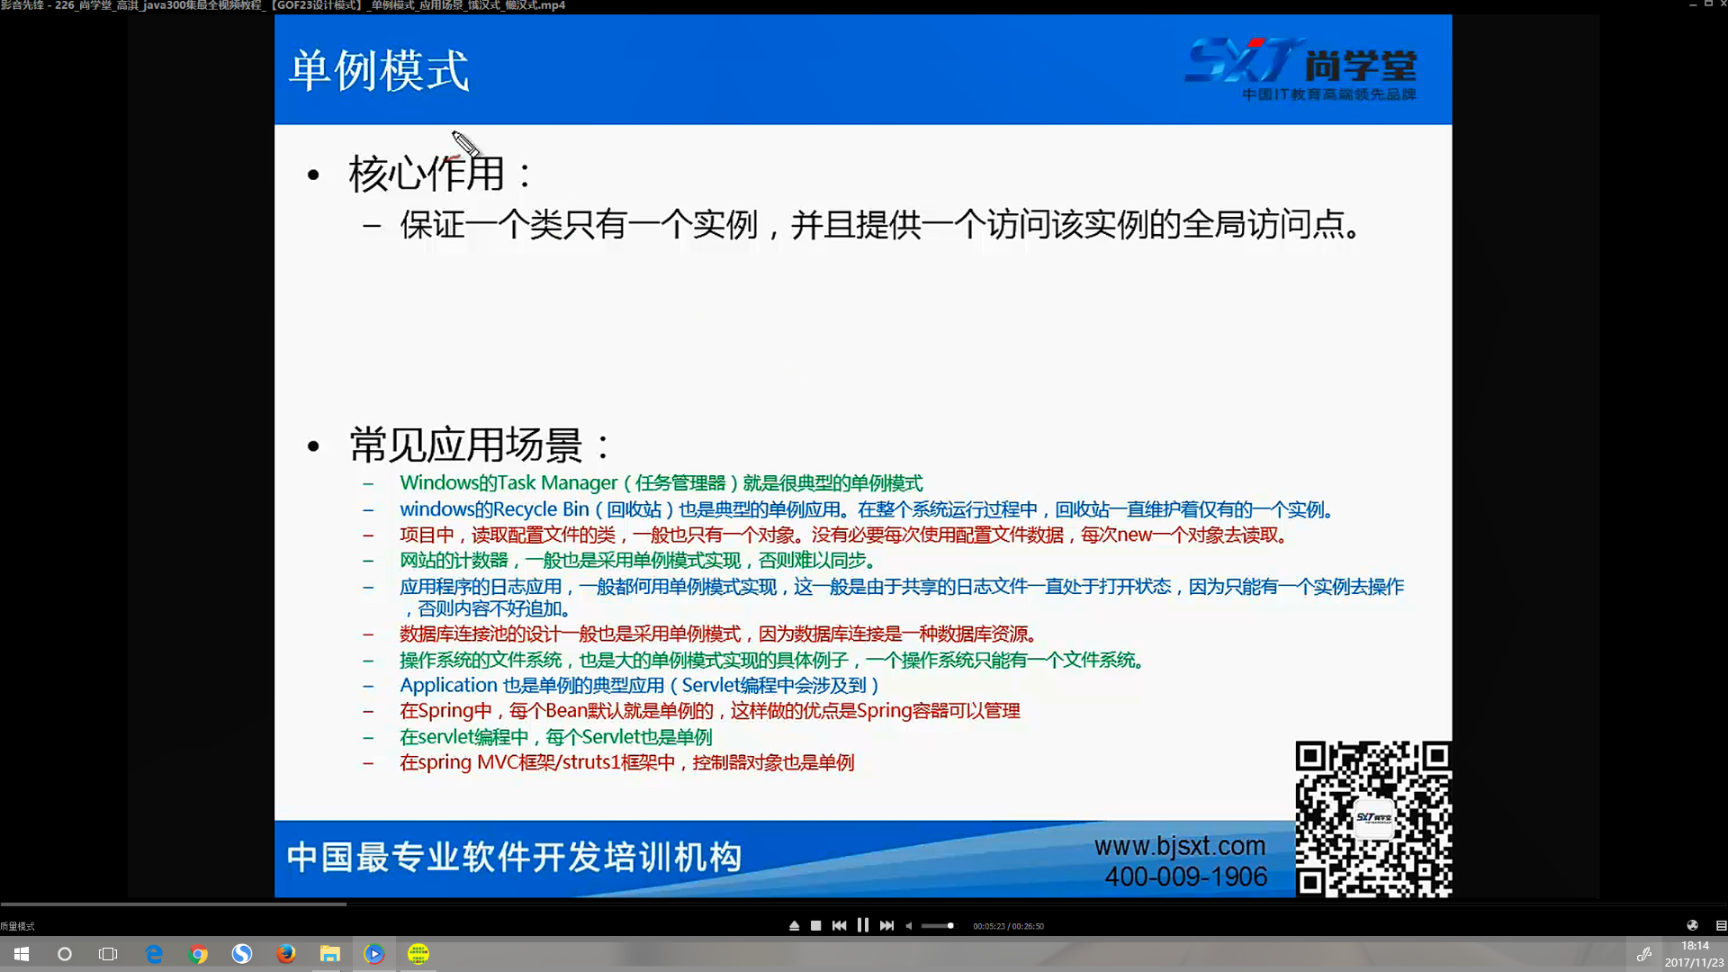 影音先锋 - 226_尚学堂_高淇_java300集最全视频教程_【GOF23设计模式】_单例模式_应用场景_饿汉式_懒汉式.mp4
单例模式
SXT 尚学堂
中国IT教育高端领先品牌
• 核心作用：
– 保证一个类只有一个实例，并且提供一个访问该实例的全局访问点。
• 常见应用场景：
– Windows的Task Manager（任务管理器）就是很典型的单例模式
– windows的Recycle Bin（回收站）也是典型的单例应用。在整个系统运行过程中，回收站一直维护着仅有的一个实例。
– 项目中，读取配置文件的类，一般也只有一个对象。没有必要每次使用配置文件数据，每次new一个对象去读取。
– 网站的计数器，一般也是采用单例模式实现，否则难以同步。
– 应用程序的日志应用，一般都何用单例模式实现，这一般是由于共享的日志文件一直处于打开状态，因为只能有一个实例去操作
，否则内容不好追加。
– 数据库连接池的设计一般也是采用单例模式，因为数据库连接是一种数据库资源。
– 操作系统的文件系统，也是大的单例模式实现的具体例子，一个操作系统只能有一个文件系统。
– Application 也是单例的典型应用（Servlet编程中会涉及到）
– 在Spring中，每个Bean默认就是单例的，这样做的优点是Spring容器可以管理
– 在servlet编程中，每个Servlet也是单例
– 在spring MVC框架/struts1框架中，控制器对象也是单例
SXT 尚学堂
中国最专业软件开发培训机构
www.bjsxt.com
400-009-1906
质量模式
00:05:23 / 00:26:50
18:14
2017/11/23